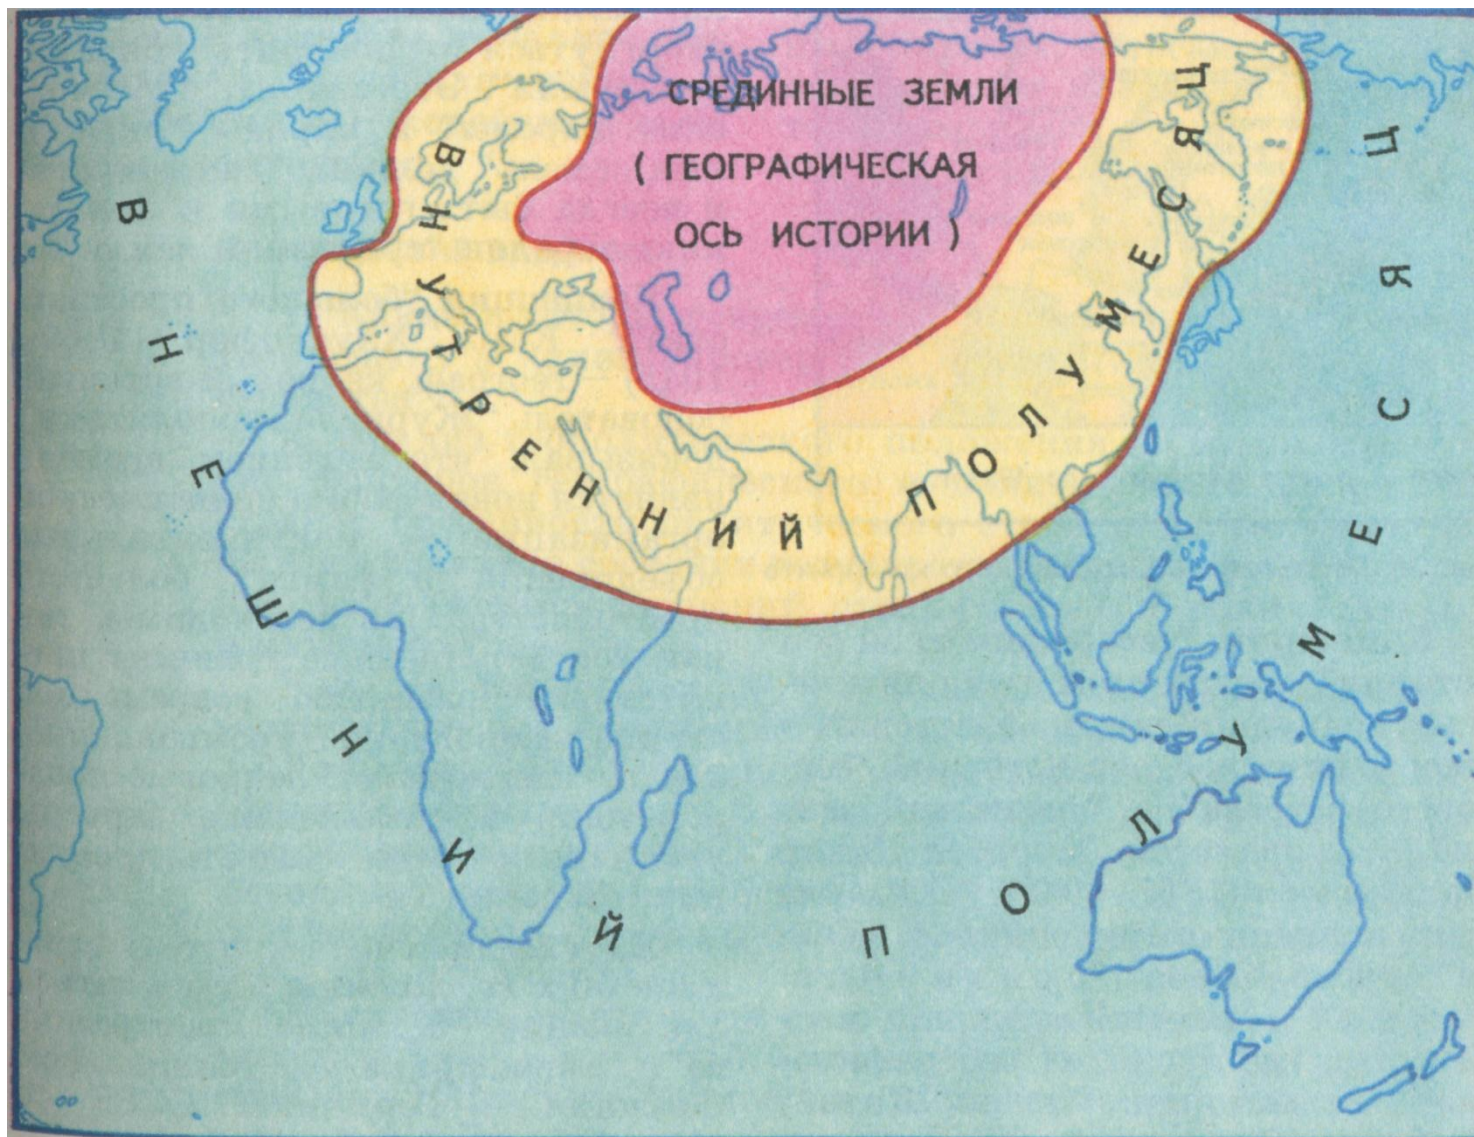 СРЕДИННЫЕ ЗЕМЛИ
( ГЕОГРАФИЧЕСКАЯ
ОСЬ ИСТОРИИ )
ВНУТРЕННИЙ ПОЛУМЕСЯЦ
ВНЕШНИЙ ПОЛУМЕСЯЦ